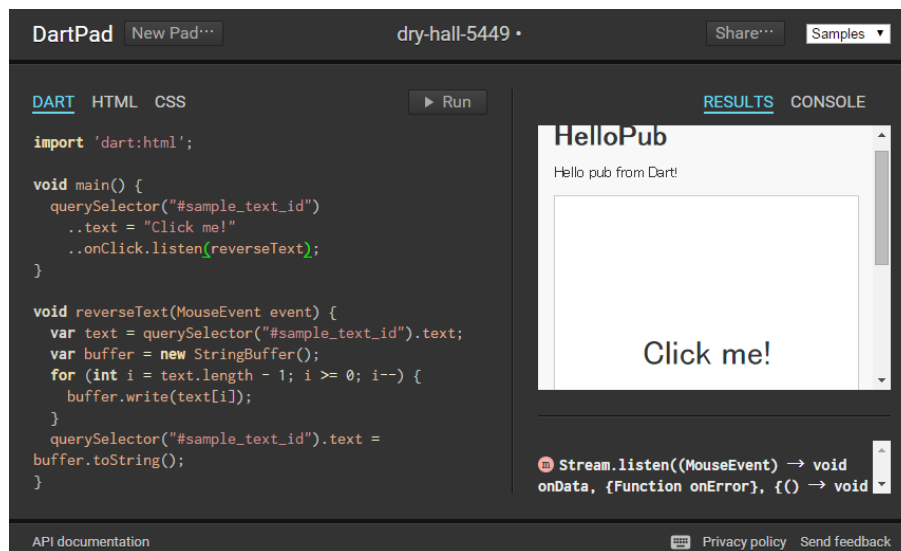 DartPad New Pad··· dry-hall-5449 • Share··· Samples ▼
DART HTML CSS Run RESULTS CONSOLE
import 'dart:html';

void main() {
  querySelector("#sample_text_id")
    ..text = "Click me!"
    ..onClick.listen(reverseText);
}

void reverseText(MouseEvent event) {
  var text = querySelector("#sample_text_id").text;
  var buffer = new StringBuffer();
  for (int i = text.length - 1; i >= 0; i--) {
    buffer.write(text[i]);
  }
  querySelector("#sample_text_id").text =
buffer.toString();
}
HelloPub
Hello pub from Dart!
Click me!
m Stream.listen((MouseEvent) → void
onData, {Function onError}, {() → void
API documentation Privacy policy Send feedback